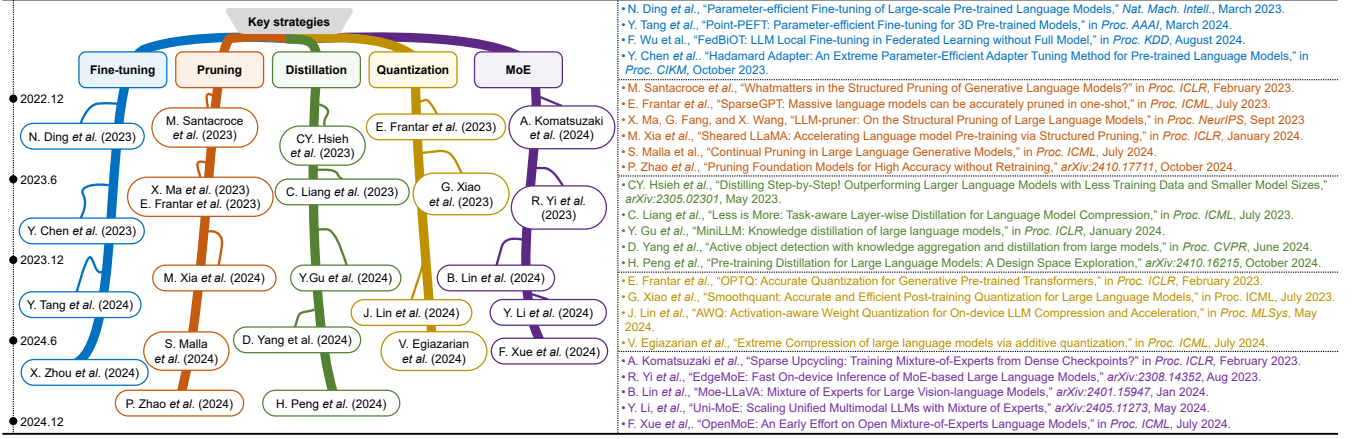 Key strategies
Fine-tuning
Pruning
Distillation
Quantization
MoE
2022.12
2023.6
2023.12
2024.6
2024.12
N. Ding et al. (2023)
Y. Chen et al. (2023)
Y. Tang et al. (2024)
X. Zhou et al. (2024)
M. Santacroce
et al. (2023)
X. Ma et al. (2023)
E. Frantar et al. (2023)
M. Xia et al. (2024)
S. Malla
et al. (2024)
P. Zhao et al. (2024)
CY. Hsieh
et al.
(2023)
C. Liang et al. (2023)
Y.Gu et al. (2024)
D. Yang et al. (2024)
H. Peng et al. (2024)
E. Frantar et al. (2023)
G. Xiao
et al. (2023)
J. Lin et al. (2024)
V. Egiazarian
et al. (2024)
A. Komatsuzaki
et al. (2024)
R. Yi et al.
(2023)
B. Lin et al. (2024)
Y. Li et al. (2024)
F. Xue et al. (2024)
• N. Ding et al., “Parameter-efficient Fine-tuning of Large-scale Pre-trained Language Models,” Nat. Mach. Intell., March 2023.
• Y. Tang et al., “Point-PEFT: Parameter-efficient Fine-tuning for 3D Pre-trained Models,” in Proc. AAAI, March 2024.
• F. Wu et al., “FedBiOT: LLM Local Fine-tuning in Federated Learning without Full Model,” in Proc. KDD, August 2024.
• Y. Chen et al.. “Hadamard Adapter: An Extreme Parameter-Efficient Adapter Tuning Method for Pre-trained Language Models,” in
Proc. CIKM, October 2023.
• M. Santacroce et al., “Whatmatters in the Structured Pruning of Generative Language Models?” in Proc. ICLR, February 2023.
• E. Frantar et al., “SparseGPT: Massive language models can be accurately pruned in one-shot,” in Proc. ICML, July 2023.
• X. Ma, G. Fang, and X. Wang, “LLM-pruner: On the Structural Pruning of Large Language Models,” in Proc. NeurIPS, Sept 2023
• M. Xia et al., “Sheared LLaMA: Accelerating Language model Pre-training via Structured Pruning,” in Proc. ICLR, January 2024.
• S. Malla et al., “Continual Pruning in Large Language Generative Models,” in Proc. ICML, July 2024.
• P. Zhao et al., “Pruning Foundation Models for High Accuracy without Retraining,” arXiv:2410.17711, October 2024.
• CY. Hsieh et al., “Distilling Step-by-Step! Outperforming Larger Language Models with Less Training Data and Smaller Model Sizes,”
arXiv:2305.02301, May 2023.
• C. Liang et al., “Less is More: Task-aware Layer-wise Distillation for Language Model Compression,” in Proc. ICML, July 2023.
• Y. Gu et al., “MiniLLM: Knowledge distillation of large language models,” in Proc. ICLR, January 2024.
• D. Yang et al., “Active object detection with knowledge aggregation and distillation from large models,” in Proc. CVPR, June 2024.
• H. Peng et al., “Pre-training Distillation for Large Language Models: A Design Space Exploration,” arXiv:2410.16215, October 2024.
• E. Frantar et al., “OPTQ: Accurate Quantization for Generative Pre-trained Transformers,” in Proc. ICLR, February 2023.
• G. Xiao et al., “Smoothquant: Accurate and Efficient Post-training Quantization for Large Language Models,” in Proc. ICML, July 2023.
• J. Lin et al., “AWQ: Activation-aware Weight Quantization for On-device LLM Compression and Acceleration,” in Proc. MLSys, May
2024.
• V. Egiazarian et al., “Extreme Compression of large language models via additive quantization,” in Proc. ICML, July 2024.
• A. Komatsuzaki et al., “Sparse Upcycling: Training Mixture-of-Experts from Dense Checkpoints?” in Proc. ICLR, February 2023.
• R. Yi et al., “EdgeMoE: Fast On-device Inference of MoE-based Large Language Models,” arXiv:2308.14352, Aug 2023.
• B. Lin et al., “Moe-LLaVA: Mixture of Experts for Large Vision-language Models,” arXiv:2401.15947, Jan 2024.
• Y. Li, et al., “Uni-MoE: Scaling Unified Multimodal LLMs with Mixture of Experts,” arXiv:2405.11273, May 2024.
• F. Xue et al,. “OpenMoE: An Early Effort on Open Mixture-of-Experts Language Models,” in Proc. ICML, July 2024.